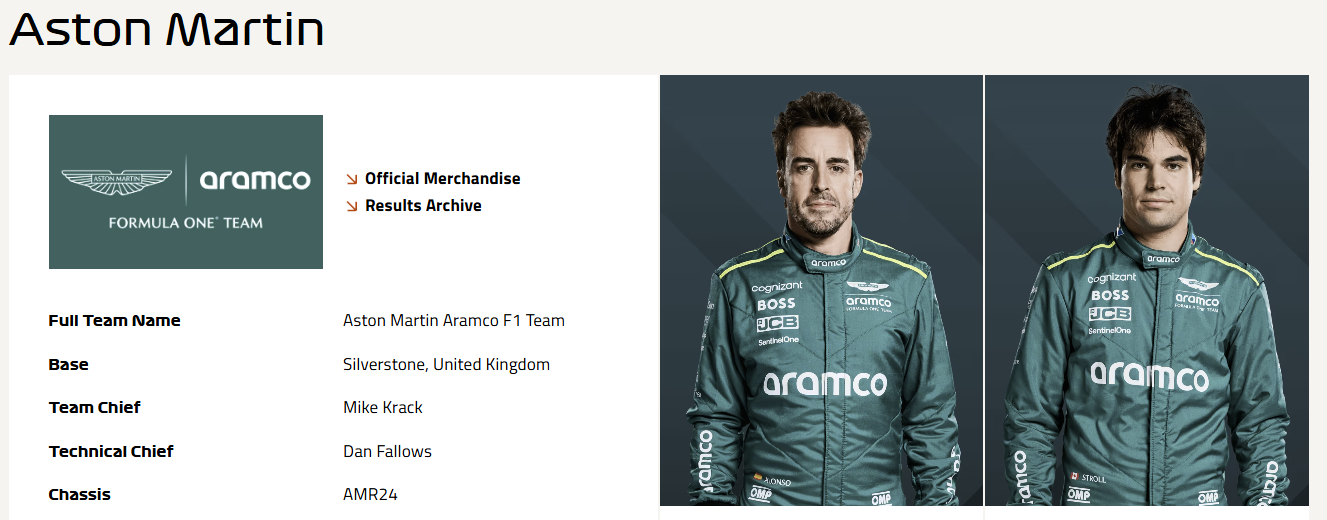 Aston Martin
ASTON MARTIN
aramco
FORMULA ONE® TEAM
Official Merchandise
Results Archive
Full Team Name Aston Martin Aramco F1 Team
Base Silverstone, United Kingdom
Team Chief Mike Krack
Technical Chief Dan Fallows
Chassis AMR24
aramco
cognizant
BOSS
JCB
SentinelOne
aramco
FORMULA ONE TEAM
aramco
aramco
ALONSO
OMP
OMP
aramco
cognizant
BOSS
JCB
SentinelOne
aramco
FORMULA ONE TEAM
aramco
aramco
STROLL
OMP
OMP